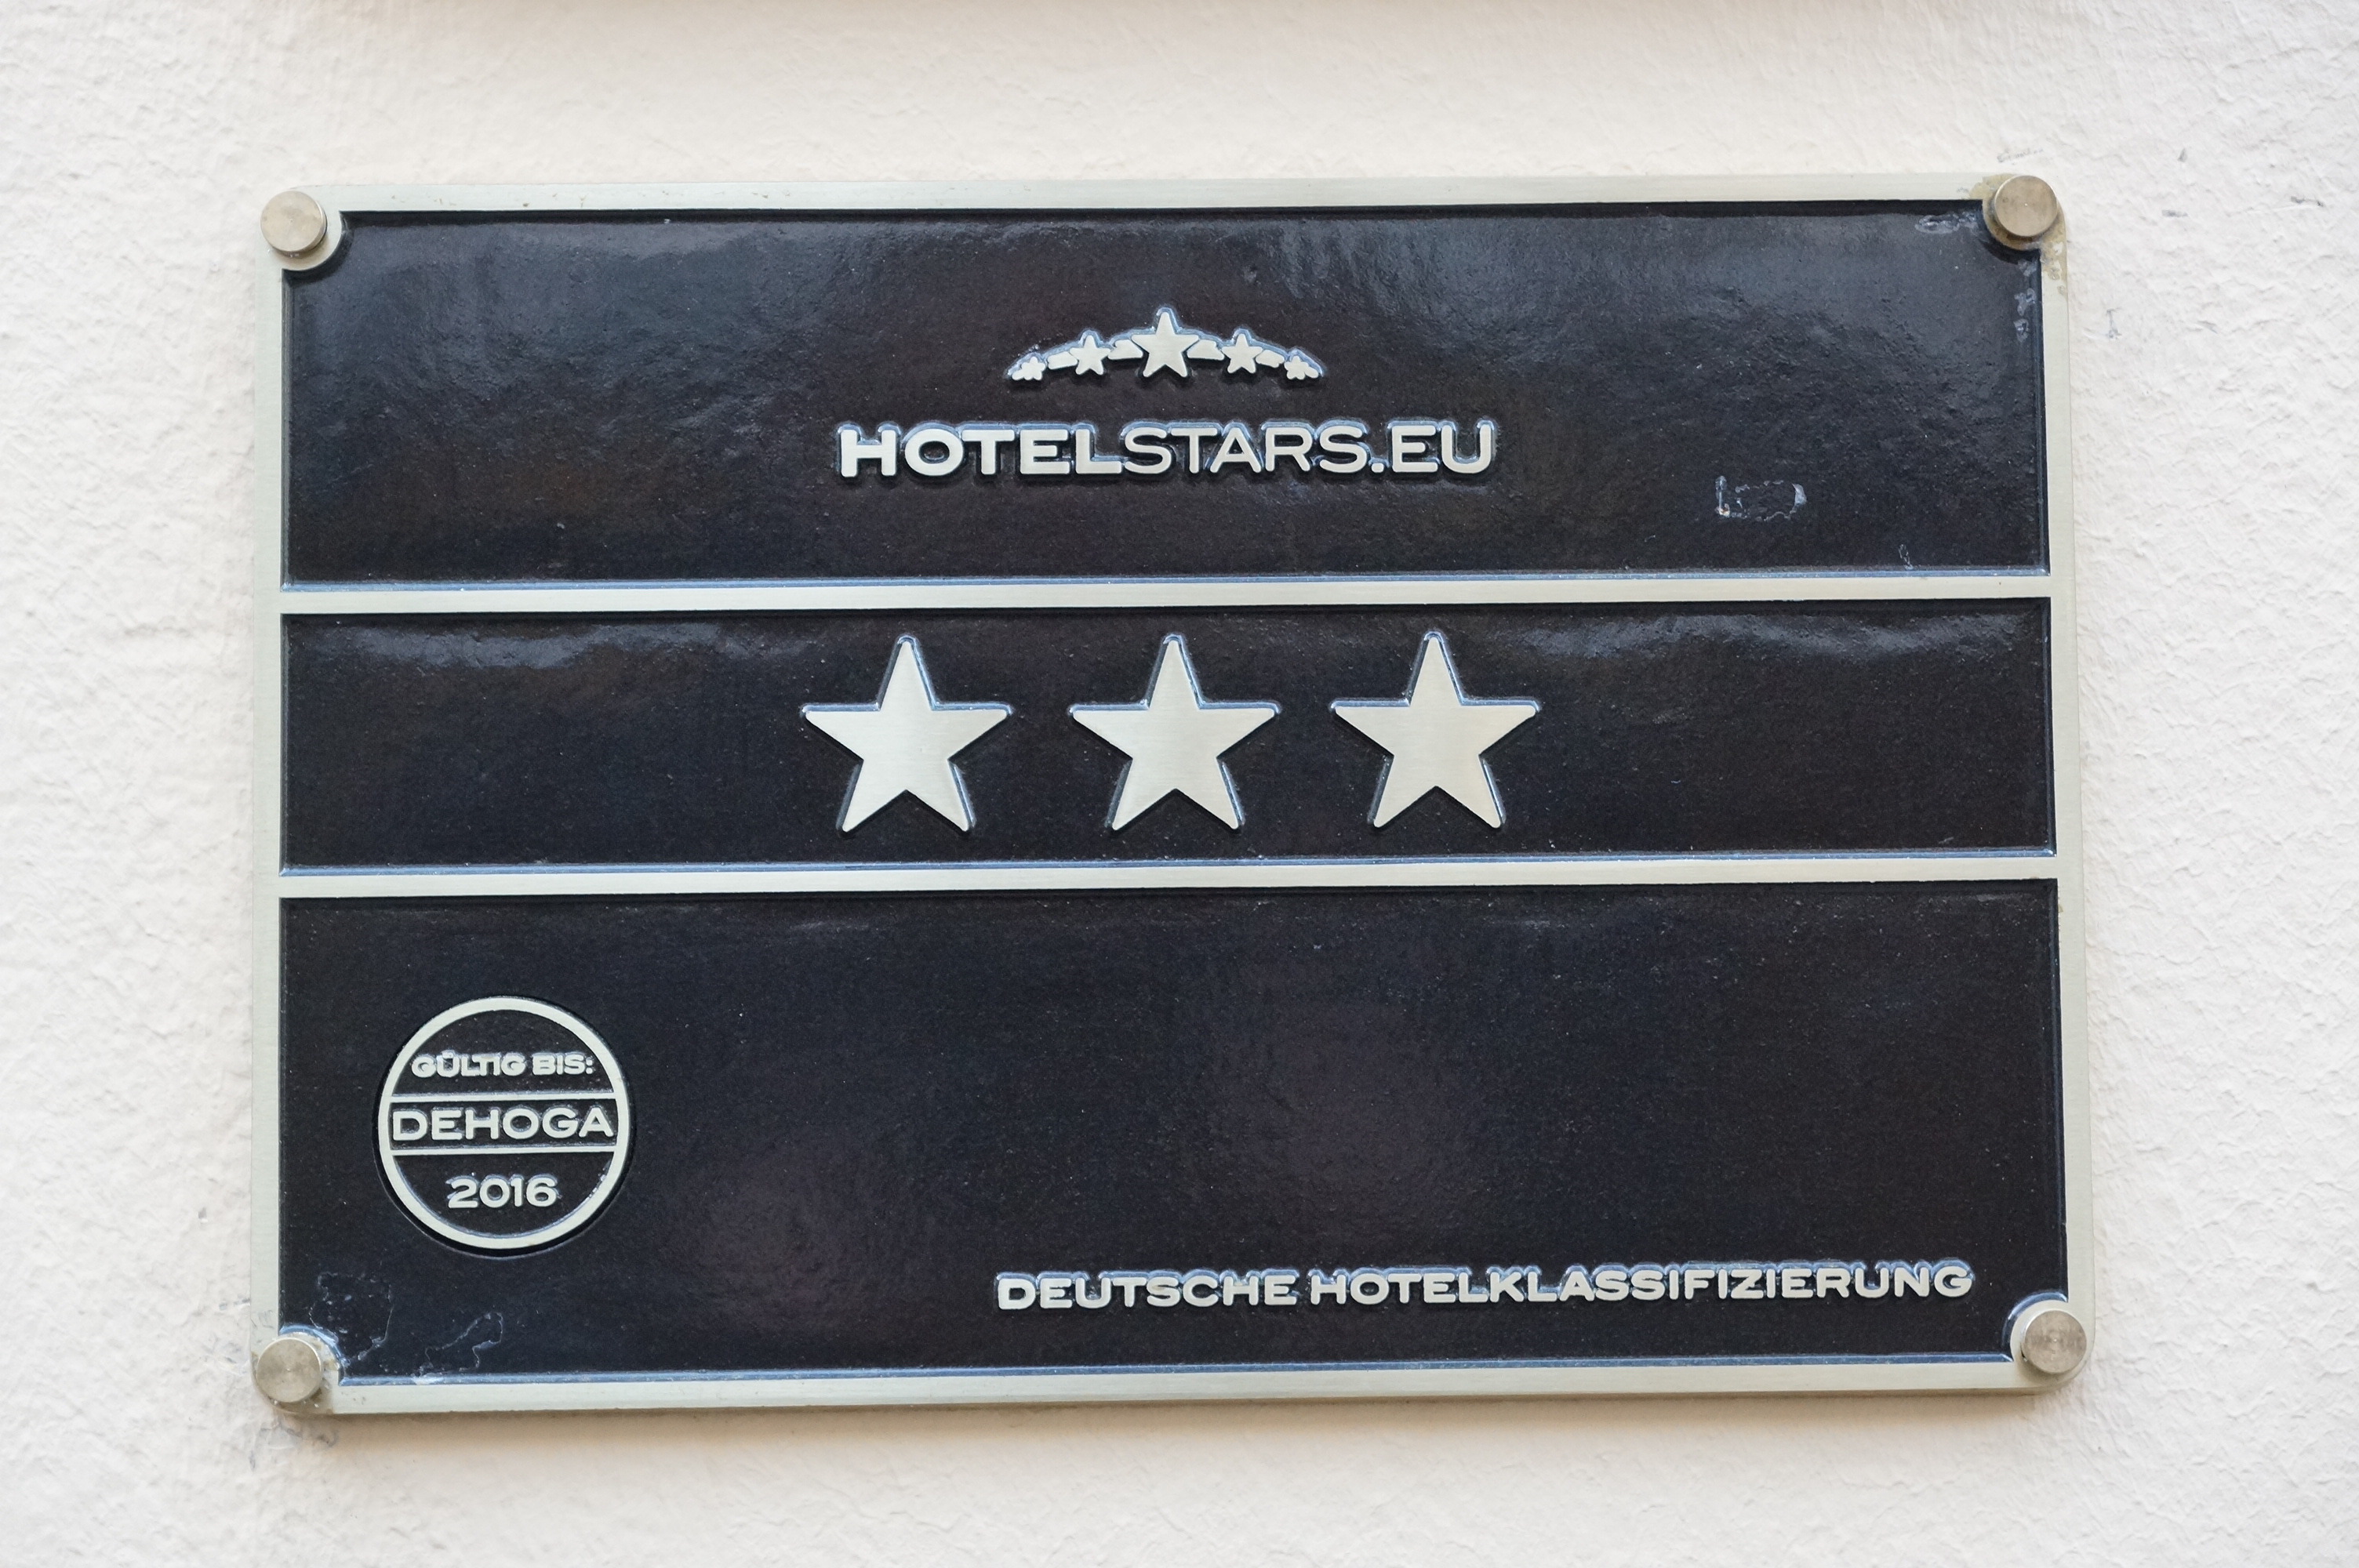 HOTELSTARS.EU
GÜLTIG BIS:
DEHOGA
2016
DEUTSCHE HOTELKLASSIFIZIERUNG